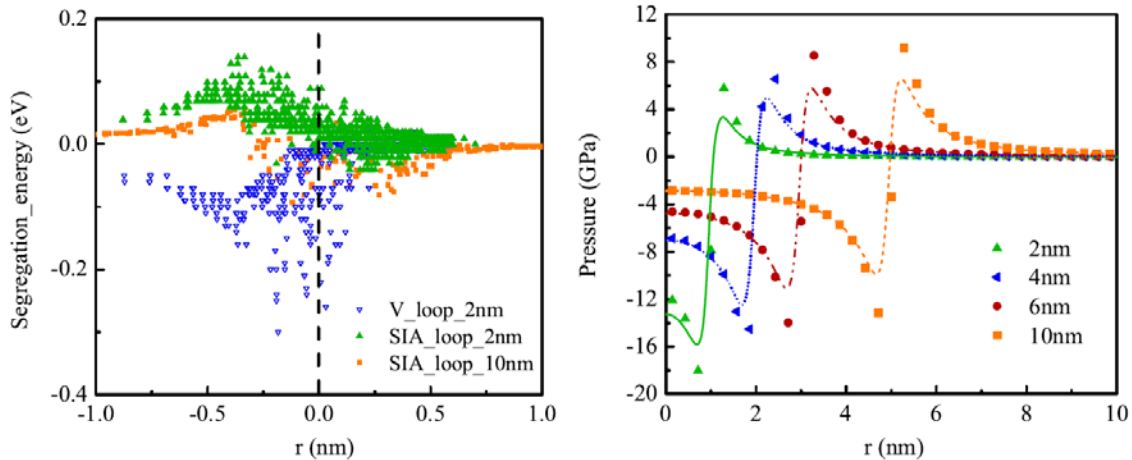 0.2
0.0
-0.2
-0.4
Segregation_energy (eV)
V_loop_2nm
SIA_loop_2nm
SIA_loop_10nm
-1.0 -0.5 0.0 0.5 1.0
r (nm)
12
8
4
0
-4
-8
-12
-16
-20
Pressure (GPa)
2nm
4nm
6nm
10nm
0 2 4 6 8 10
r (nm)